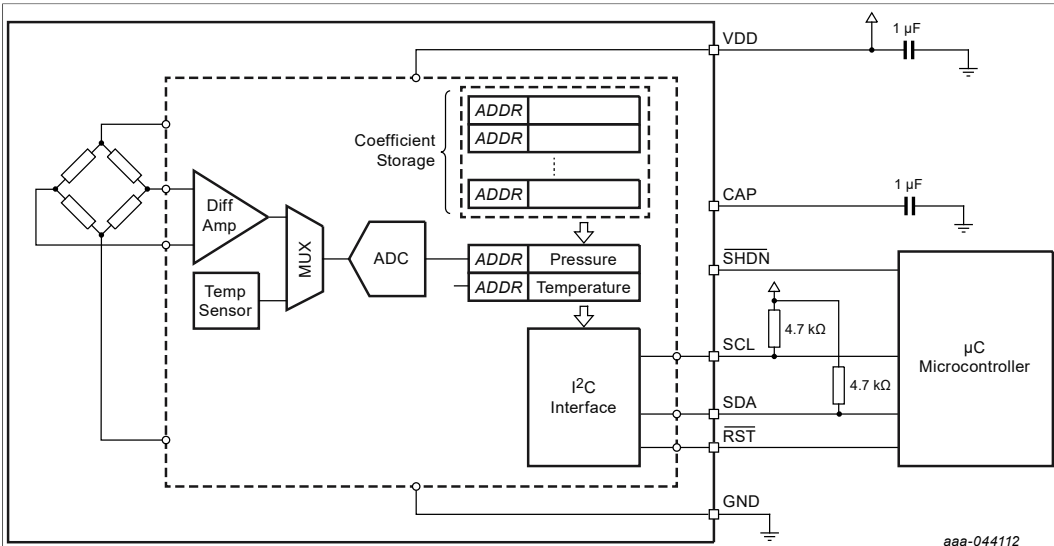 VDD
1 µF
Coefficient
Storage
ADDR
ADDR
ADDR
CAP
1 µF
Diff
Amp
MUX
ADC
Temp
Sensor
ADDR Pressure
ADDR Temperature
SHDN
4.7 kΩ
SCL
4.7 kΩ
SDA
RST
I²C
Interface
µC
Microcontroller
GND
aaa-044112